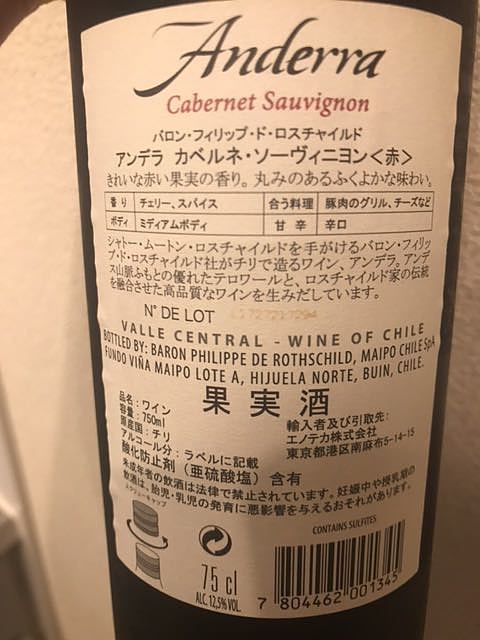 Anderra
Cabernet Sauvignon
バロン・フィリップ・ド・ロスチャイルド
アンデラ カベルネ・ソーヴィニヨン<赤>
きれいな赤い果実の香り。丸みのあるふくよかな味わい。
香り チェリー、スパイス 合う料理 豚肉のグリル、チーズなど
ボディ ミディアムボディ 甘辛 辛口
シャトー・ムートン・ロスチャイルドを手がけるバロン・フィリッ
プ・ド・ロスチャイルド社がチリで造るワイン、アンデラ。アンデ
ス山脈ふもとの優れたテロワールと、ロスチャイルド家の伝統
を融合させた高品質なワインを生みだしています。
N° DE LOT
VALLE CENTRAL - WINE OF CHILE
BOTTLED BY: BARON PHILIPPE DE ROTHSCHILD, MAIPO CHILE SpA
FUNDO VIÑA MAIPO LOTE A, HIJUELA NORTE, BUIN, CHILE.
果実酒
品名:ワイン
容量:750ml
原産国:チリ
アルコール分:ラベルに記載
酸化防止剤(亜硫酸塩)含有
輸入者及び引取先:
エノテカ株式会社
東京都港区南麻布5-14-15
未成年者の飲酒は法律で禁止されています。妊娠中や授乳期の
飲酒は、胎児・乳児の発育に悪影響を与えるおそれがあります。
スクリューキャップ
CONTAINS SULFITES
75 cl
ALC. 12,5% VOL.
7 804462 001345